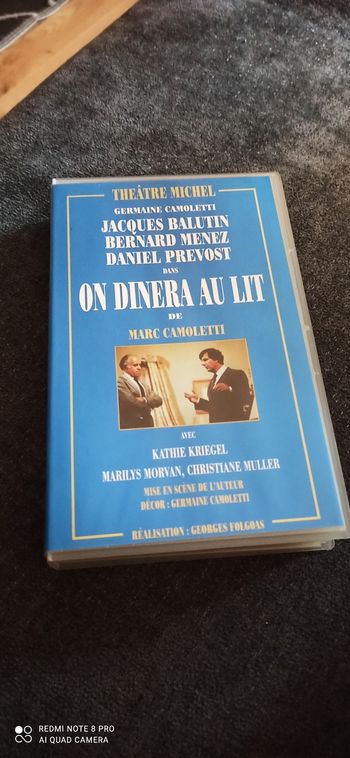 THEÂTRE MICHEL
GERMAINE CAMOLETTI
JACQUES BALUTIN
BERNARD MENEZ
DANIEL PREVOST
DANS
ON DINERA AU LIT
DE
MARC CAMOLETTI
AVEC
KATHIE KRIEGEL
MARILYS MORVAN, CHRISTIANE MULLER
MISE EN SCÈNE DE L'AUTEUR
DÉCOR : GERMAINE CAMOLETTI
RÉALISATION : GEORGES FOLGOAS
REDMI NOTE 8 PRO
AI QUAD CAMERA